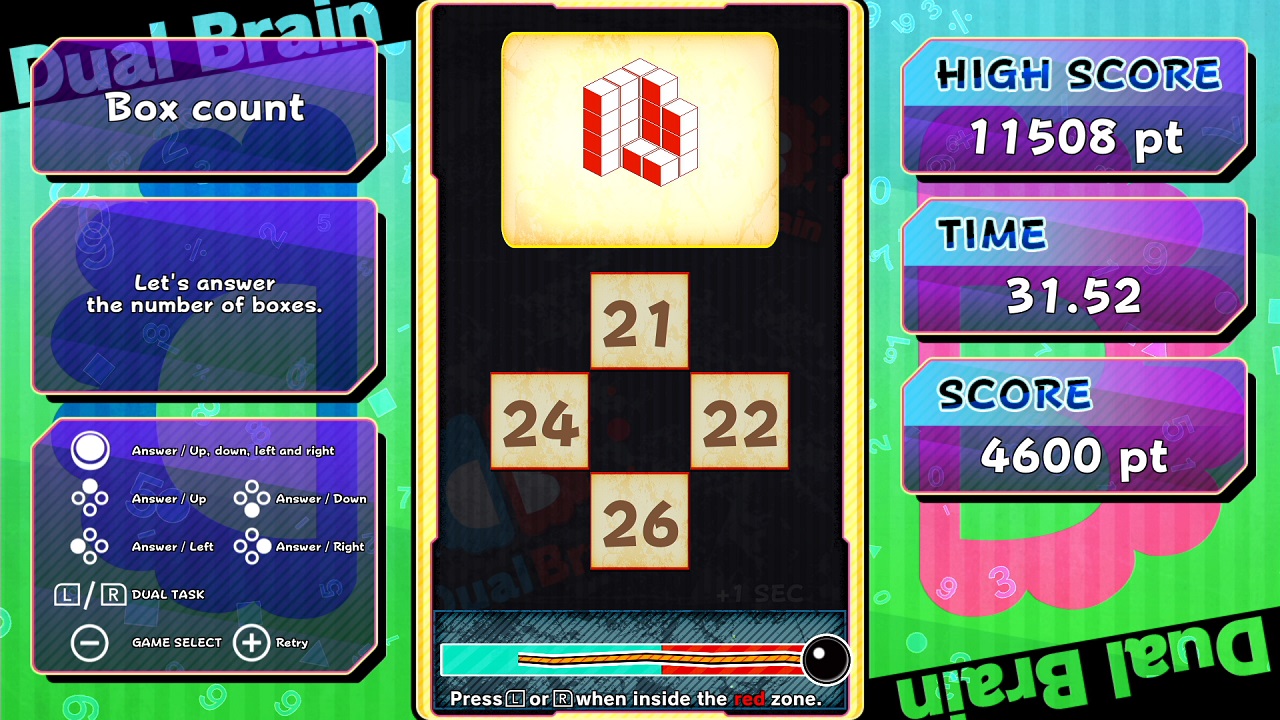 Dual Brain
Box count
Let's answer
the number of boxes.
Answer / Up, down, left and right
Answer / Up
Answer / Down
Answer / Left
Answer / Right
L / R DUAL TASK
GAME SELECT
Retry
21
24
22
26
+1 SEC
Dual Brain
Press L or R when inside the red zone.
HIGH SCORE
11508 pt
TIME
31.52
SCORE
4600 pt
Dual Brain